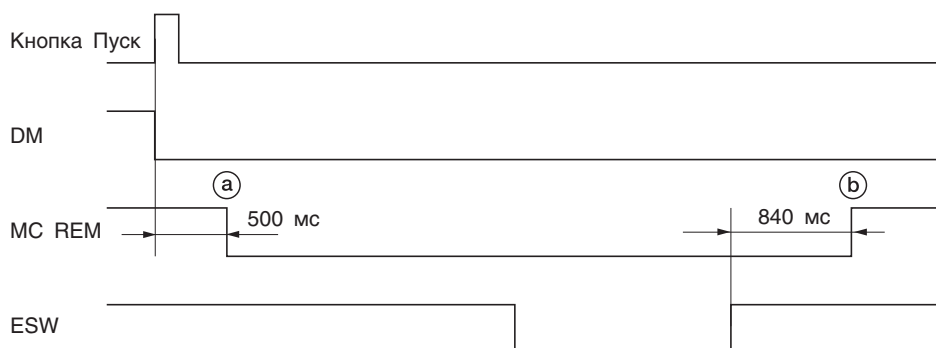 Кнопка Пуск
DM
a
b
MC REM
500 мс
840 мс
ESW